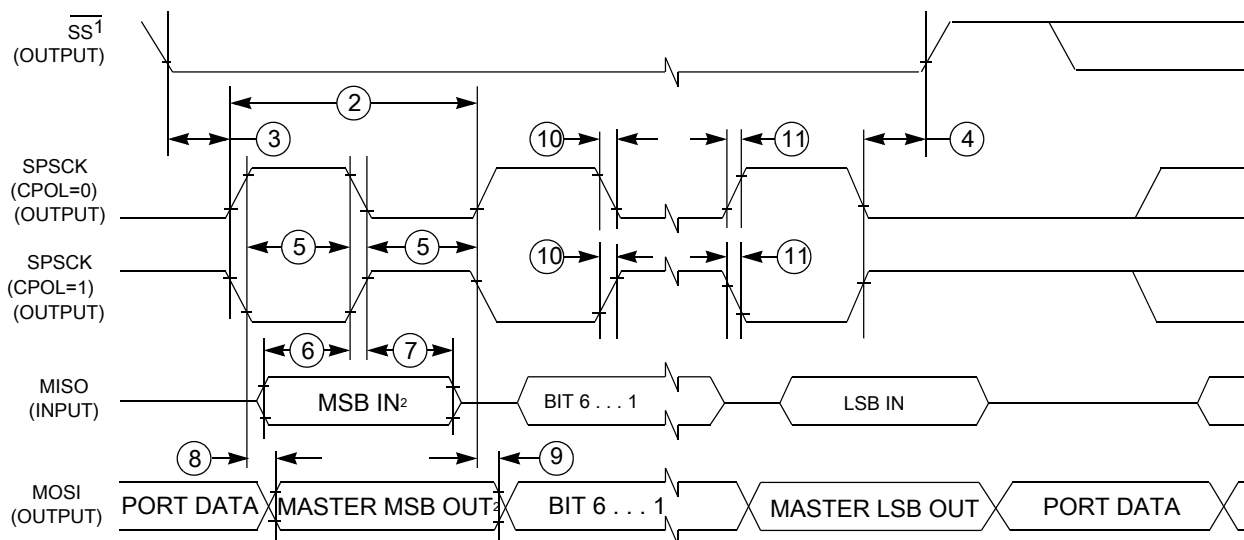 SS1
(OUTPUT)
2
3
10
11
4
SPSCK
(CPOL=0)
(OUTPUT)
5
5
SPSCK
(CPOL=1)
(OUTPUT)
10
11
6
7
MISO
(INPUT)
MSB IN2
BIT 6 . . . 1
LSB IN
8
9
MOSI
(OUTPUT)
PORT DATA
MASTER MSB OUT2
BIT 6 . . . 1
MASTER LSB OUT
PORT DATA